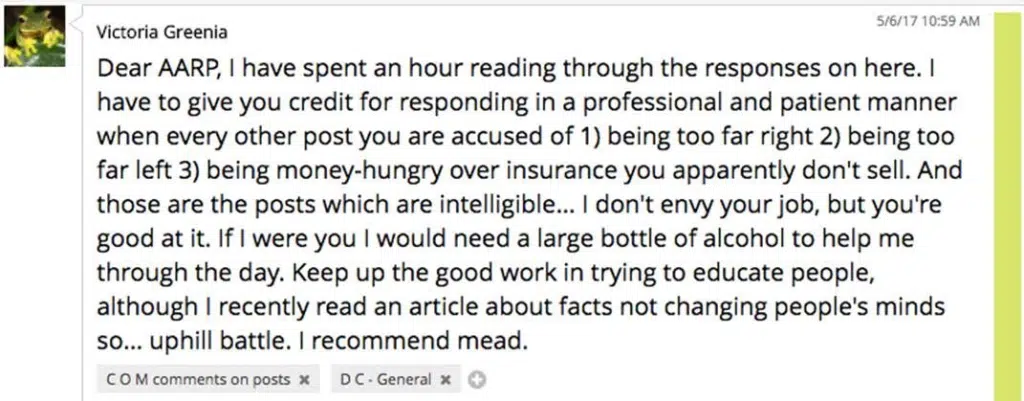 5/6/17 10:59 AM
Victoria Greenia
Dear AARP, I have spent an hour reading through the responses on here. I
have to give you credit for responding in a professional and patient manner
when every other post you are accused of 1) being too far right 2) being too
far left 3) being money-hungry over insurance you apparently don't sell. And
those are the posts which are intelligible... I don't envy your job, but you're
good at it. If I were you I would need a large bottle of alcohol to help me
through the day. Keep up the good work in trying to educate people,
although I recently read an article about facts not changing people's minds
so... uphill battle. I recommend mead.
C O M comments on posts × D C - General ×